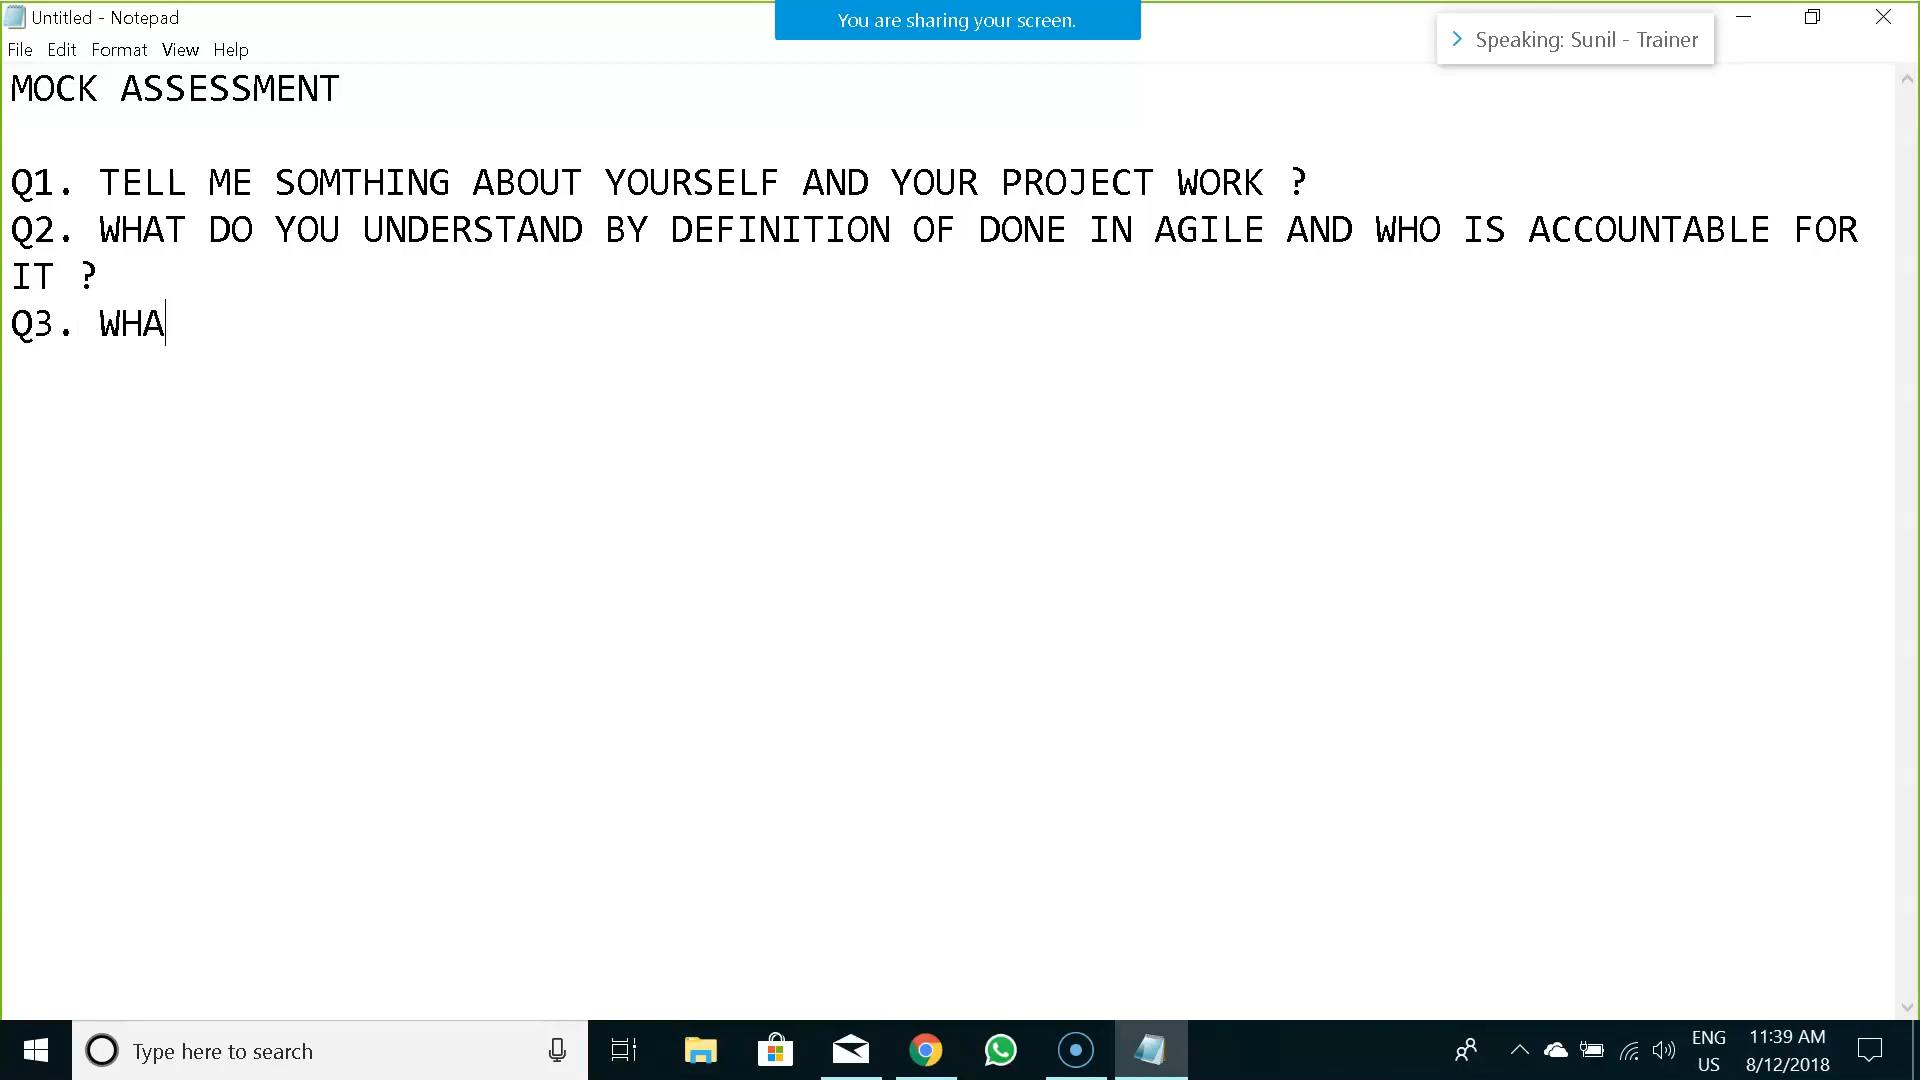 Untitled - Notepad
You are sharing your screen.
Speaking: Sunil - Trainer
File Edit Format View Help
MOCK ASSESSMENT
Q1. TELL ME SOMTHING ABOUT YOURSELF AND YOUR PROJECT WORK ?
Q2. WHAT DO YOU UNDERSTAND BY DEFINITION OF DONE IN AGILE AND WHO IS ACCOUNTABLE FOR
IT ?
Q3. WHA
Type here to search
ENG
US
11:39 AM
8/12/2018